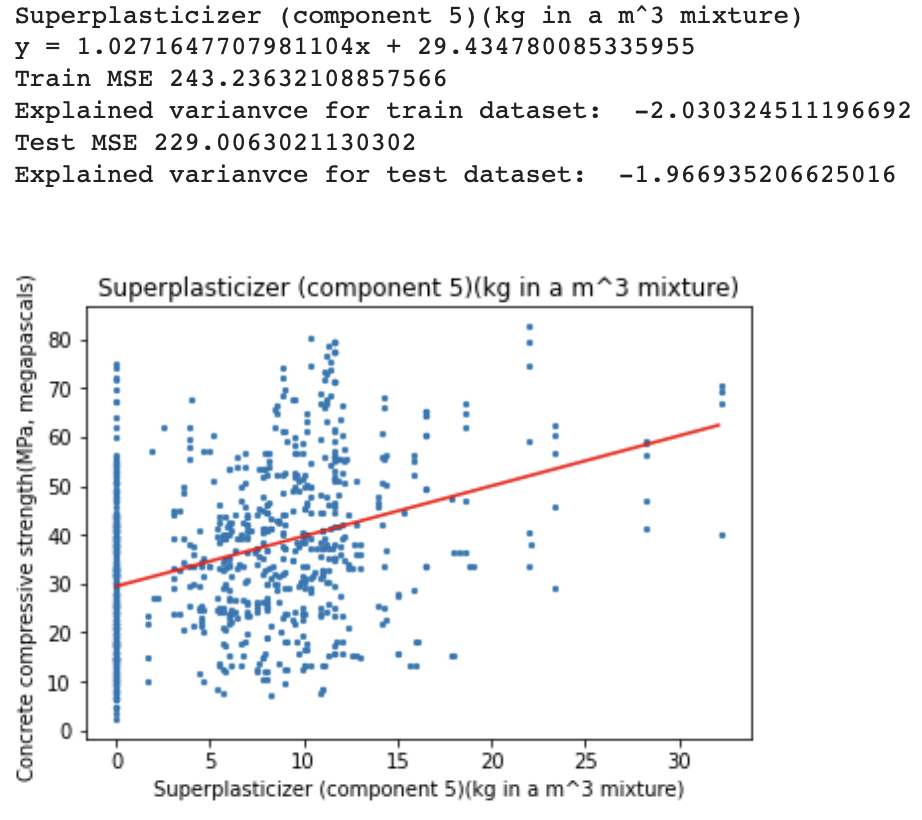 Superplasticizer (component 5)(kg in a m^3 mixture)
y = 1.0271647707981104x + 29.434780085335955
Train MSE 243.23632108857566
Explained varianvce for train dataset:  -2.030324511196692
Test MSE 229.0063021130302
Explained varianvce for test dataset:  -1.966935206625016
Superplasticizer (component 5)(kg in a m^3 mixture)
Concrete compressive strength(MPa, megapascals)
80
70
60
50
40
30
20
10
0
0 5 10 15 20 25 30
Superplasticizer (component 5)(kg in a m^3 mixture)